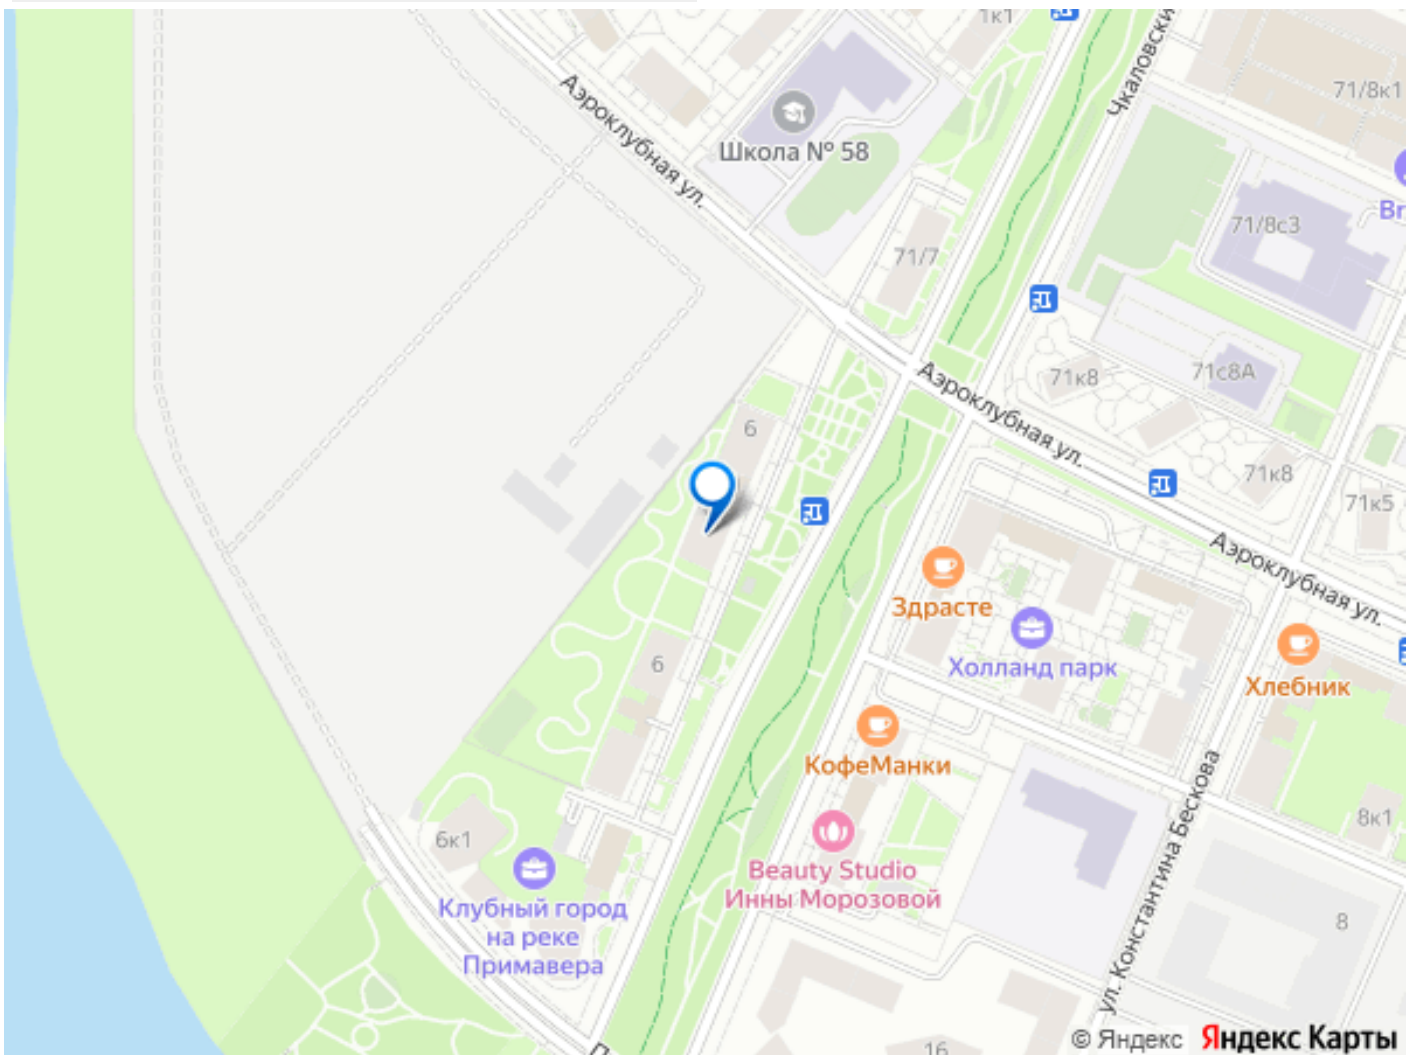 1к1
Чкаловски
71/8к1
Аэроклубная ул.
Школа № 58
Br
71/8с3
71/7
71к8
71с8А
Аэроклубная ул.
6
71к8
71к5
Аэроклубная ул.
Здрасте
Холланд парк
6
Хлебник
КофеМанки
ул. Константина Бескова
6к1
8к1
Beauty Studio
Инны Морозовой
Клубный город
на реке
Примавера
8
16
© Яндекс Яндекс Карты